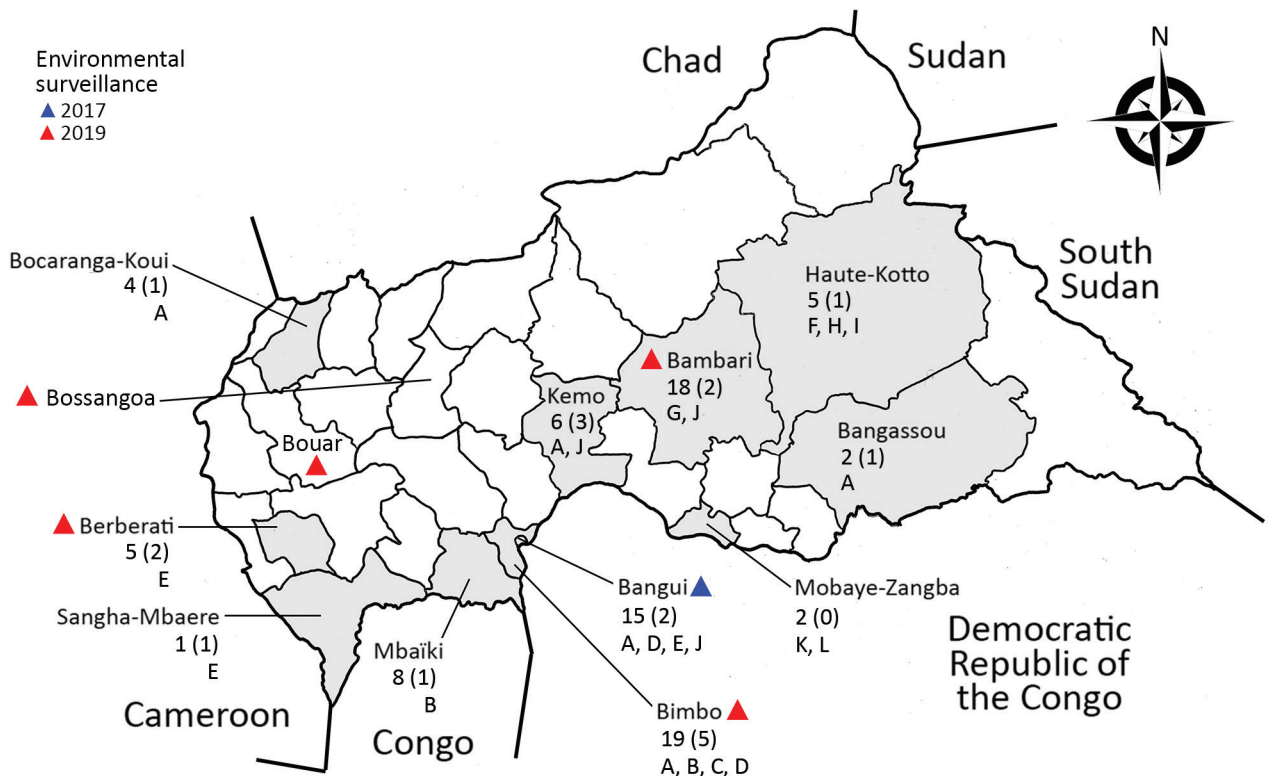 Environmental
surveillance
2017
2019
Chad
Sudan
N
South
Sudan
Bocaranga-Koui
4 (1)
A
Haute-Kotto
5 (1)
F, H, I
Bossangoa
Bambari
18 (2)
G, J
Kemo
6 (3)
A, J
Bouar
Bangassou
2 (1)
A
Berberati
5 (2)
E
Sangha-Mbaere
1 (1)
E
Mbaïki
8 (1)
B
Bangui
15 (2)
A, D, E, J
Mobaye-Zangba
2 (0)
K, L
Bimbo
19 (5)
A, B, C, D
Democratic
Republic of
the Congo
Cameroon
Congo